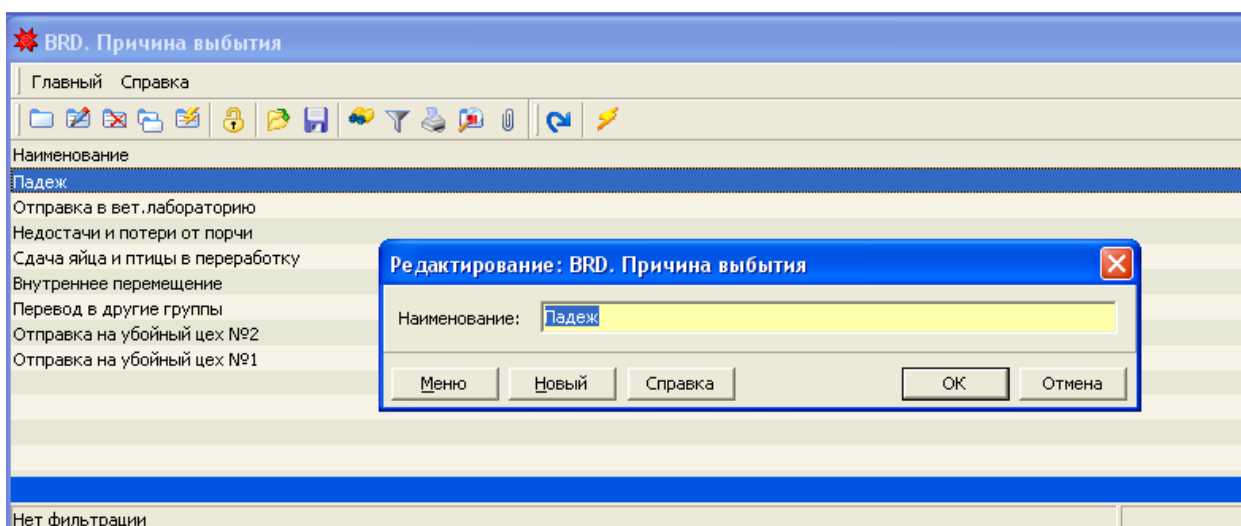 BRD. Причина выбытия
Главный Справка
Наименование
Падеж
Отправка в вет.лабораторию
Недостачи и потери от порчи
Сдача яйца и птицы в переработку
Внутреннее перемещение
Перевод в другие группы
Отправка на убойный цех №2
Отправка на убойный цех №1
Редактирование: BRD. Причина выбытия
Наименование: Падеж
Меню Новый Справка ОК Отмена
Нет фильтрации